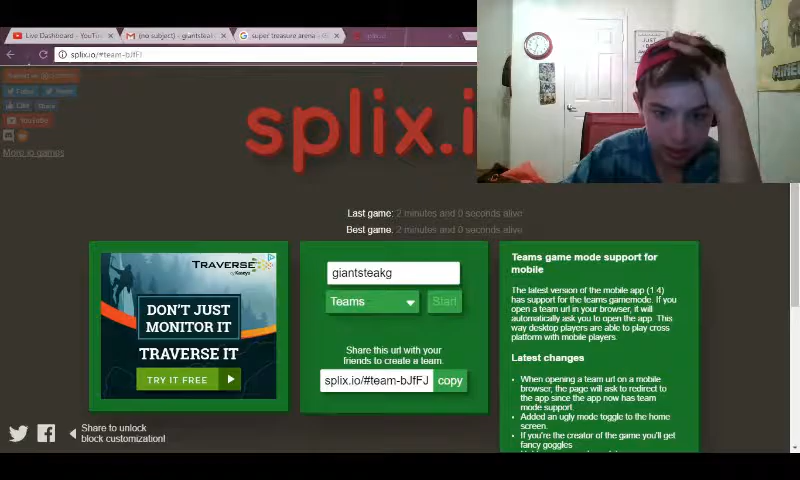 Live Dashboard - YouTu
(no subject) - giantsteak
super treasure arena -
splix.io/#team-bJfFJ
Like
Share
YouTube
More io games
splix.i
Last game: 2 minutes and 0 seconds alive
Best game: 2 minutes and 0 seconds alive
TRAVERSE
DON'T JUST
MONITOR IT
TRAVERSE IT
TRY IT FREE
giantsteakg
Teams
Start
Share this url with your
friends to create a team.
splix.io/#team-bJfFJ copy
Teams game mode support for
mobile
The latest version of the mobile app (1.4)
has support for the teams gamemode. If you
open a team url in your browser, it will
automatically ask you to open the app. This
way desktop players are able to play cross
platform with mobile players.
Latest changes
When opening a team url on a mobile
browser, the page will ask to redirect to
the app since the app now has team
mode support.
Added an ugly mode toggle to the home
screen.
If you're the creator of the game you'll get
fancy goggles
Share to unlock
block customization!
JUST
MINEC